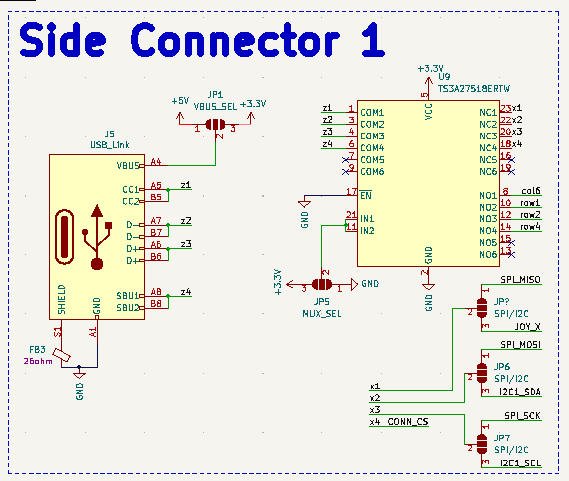 Side Connector 1
JP1
VBUS_SEL
+5V
+3.3V
1
3
2
J5
USB_Link
VBUS
A4
CC1
A5
z1
CC2
B5
D-
A7
z2
D-
B7
D+
A6
z3
D+
B6
SBU1
A8
z4
SBU2
B8
SHIELD
GND
S1
A1
FB3
26ohm
GND
+3.3V
U9
TS3A27518ERTW
5
VCC
z1
1
COM1
NC1
23
x1
z2
3
COM2
NC2
22
x2
z3
4
COM3
NC3
20
x3
z4
6
COM4
NC4
18
x4
7
COM5
NC5
16
9
COM6
NC6
19
17
EN
NO1
8
col6
NO2
10
row1
21
IN1
NO3
12
row2
11
IN2
NO4
14
row4
NO5
15
NO6
13
GND
2
GND
GND
+3.3V
2
3
1
GND
JP5
NUX_SEL
SPI_MISO
1
JP?
2
SPI/I2C
3
JOY_X
SPI_MOSI
1
JP6
2
SPI/I2C
3
I2C1_SDA
SPI_SCK
1
JP7
2
SPI/I2C
3
I2C1_SCL
x1
x2
x3
x4 CONN_CS